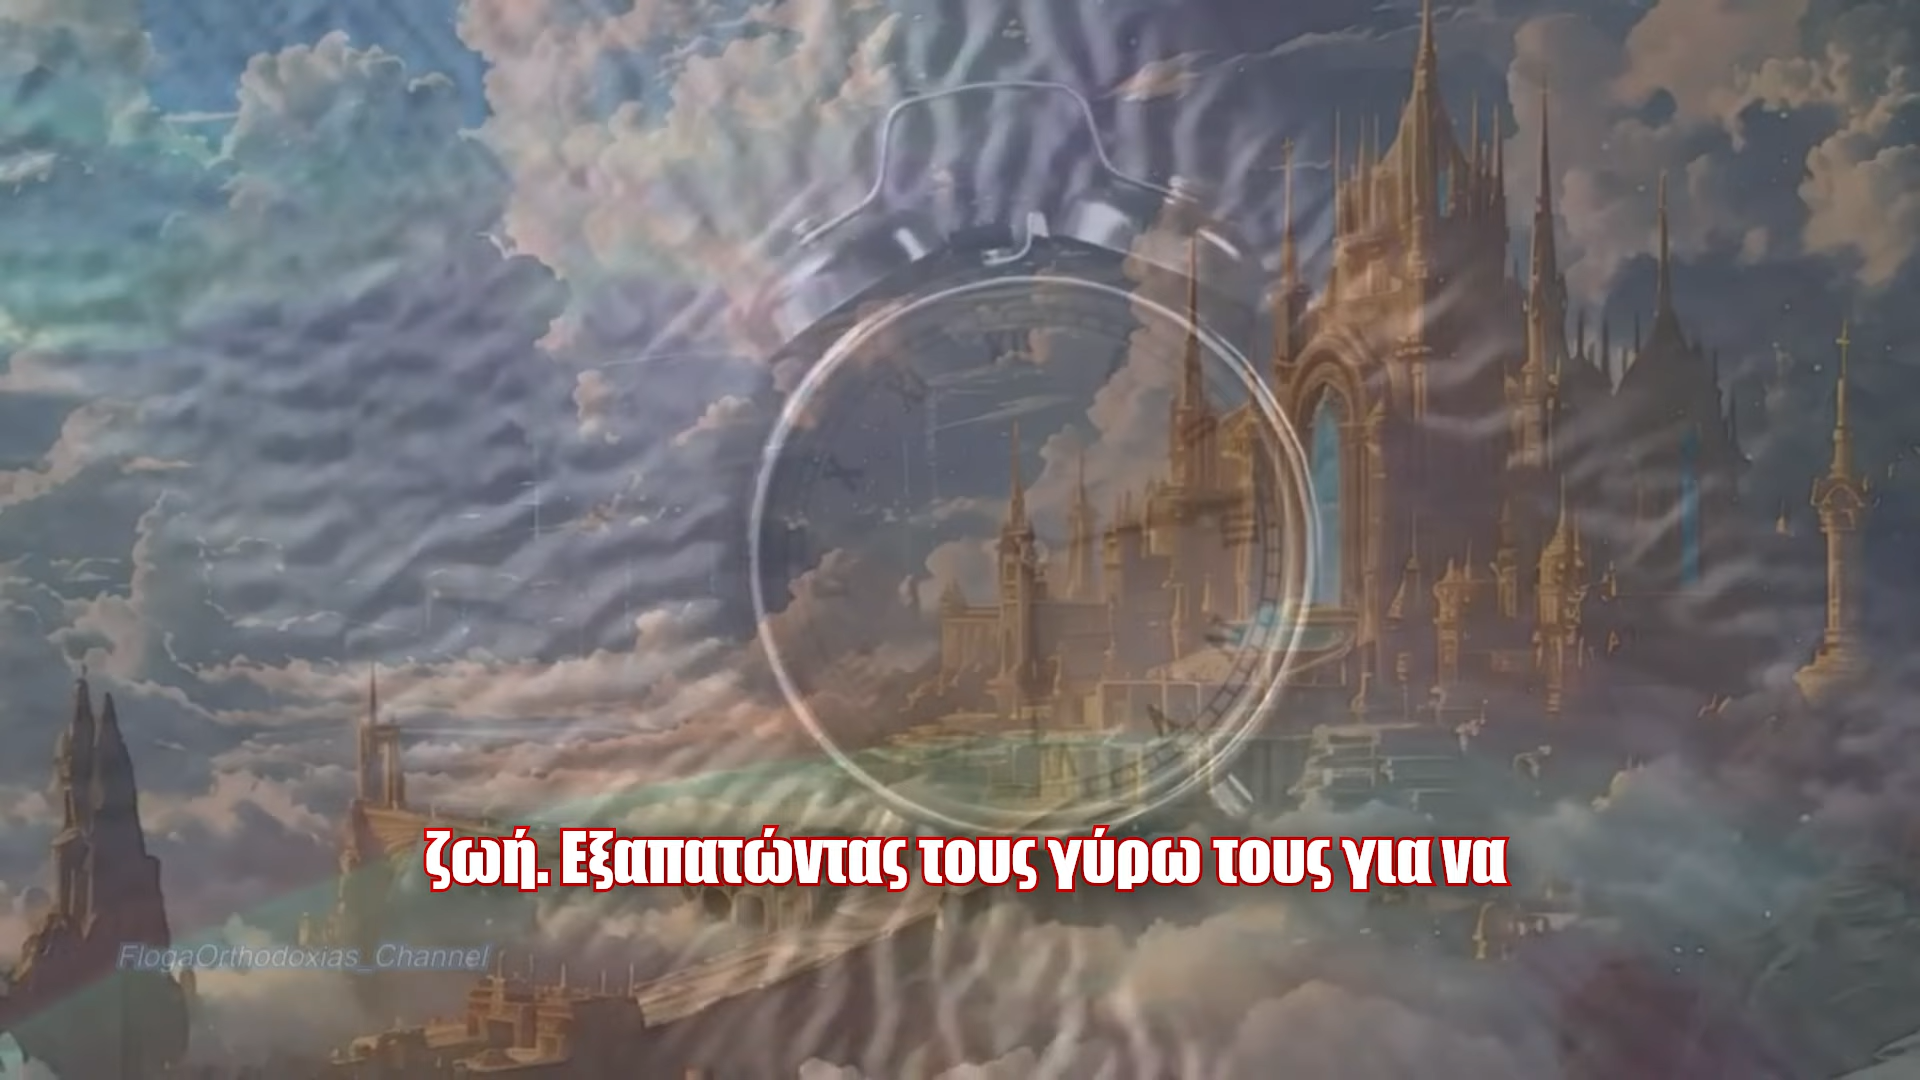 ζωή. Εξαπατώντας τους γύρω τους για να
FlogaOrthodoxias_Channel